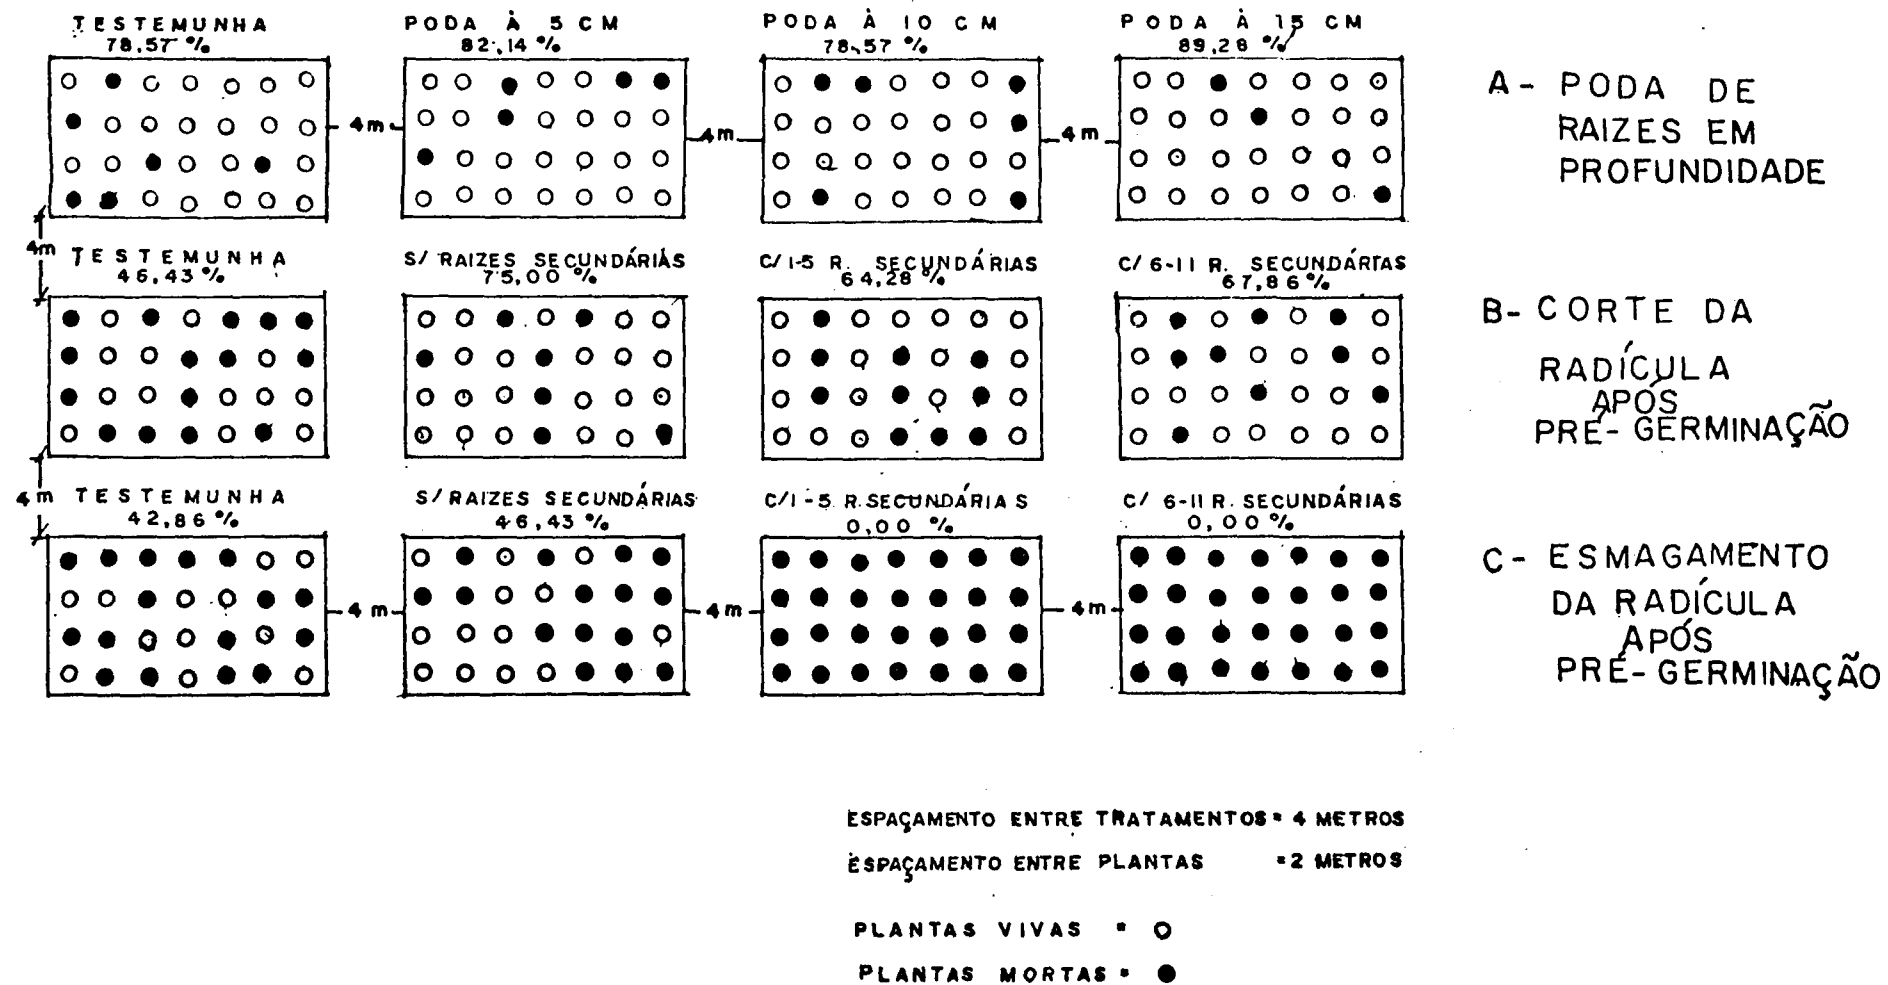 TESTEMUNHA
78,57 %
PODA À 5 CM
82,14 %
PODA À 10 CM
78,57 %
PODA À 15 CM
89,28 %
A - PODA DE
RAIZES EM
PROFUNDIDADE
4m
4m
4m
4m
TESTEMUNHA
46,43 %
S/ RAIZES SECUNDÁRIAS
75,00 %
C/ 1-5 R. SECUNDÁRIAS
64,28 %
C/ 6-11 R. SECUNDÁRIAS
67,86 %
B- CORTE DA
RADÍCULA
APÓS
PRÉ- GERMINAÇÃO
4m
TESTEMUNHA
42,86 %
S/ RAIZES SECUNDÁRIAS
46,43 %
C/1-5 R. SECUNDÁRIAS
0,00 %
C/ 6-11 R. SECUNDÁRIAS
0,00 %
C- ESMAGAMENTO
DA RADÍCULA
APÓS
PRÉ- GERMINAÇÃO
4 m
4m
4m
ESPAÇAMENTO ENTRE TRATAMENTOS = 4 METROS
ESPAÇAMENTO ENTRE PLANTAS = 2 METROS
PLANTAS VIVAS =
PLANTAS MORTAS =